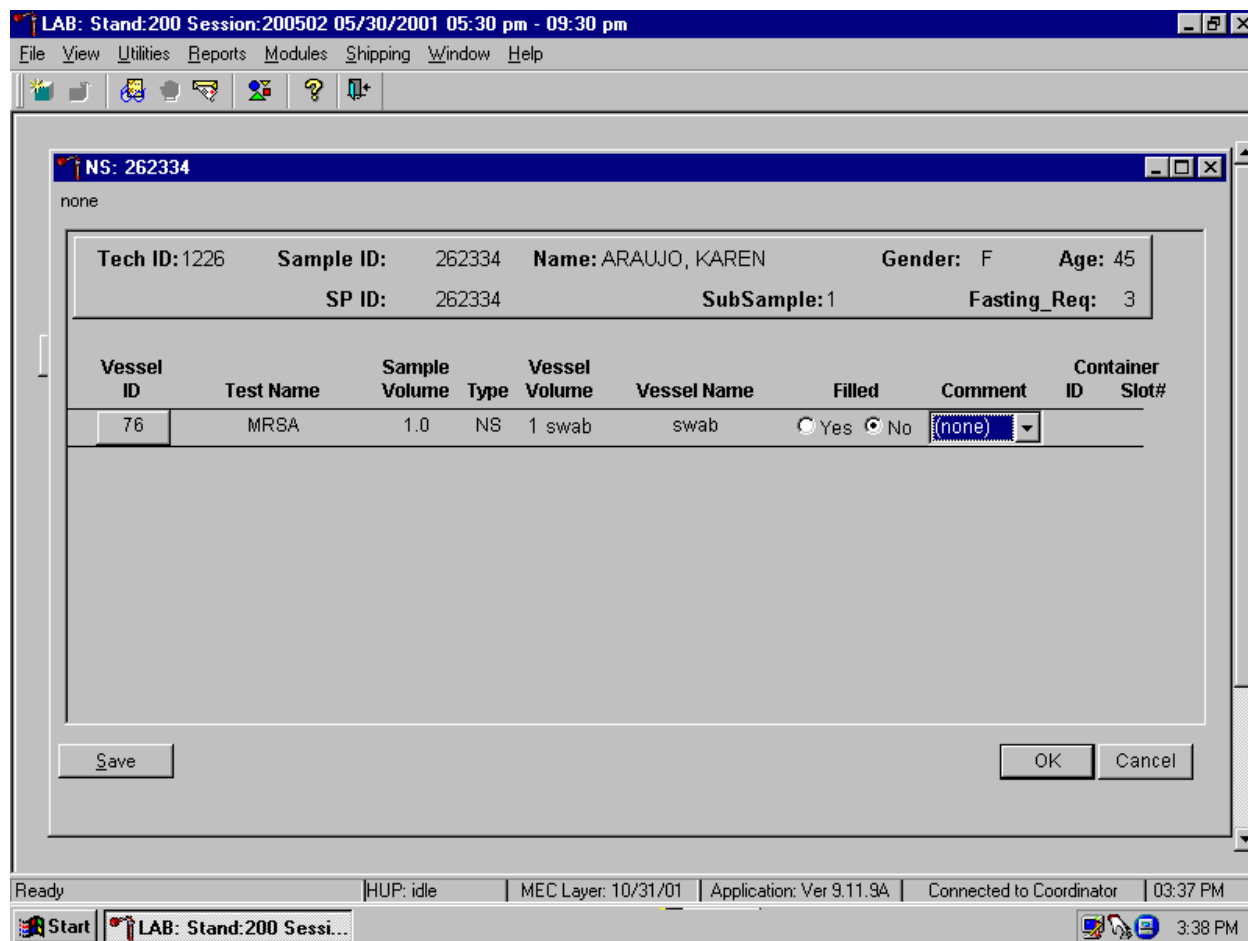 LAB: Stand:200 Session:200502 05/30/2001 05:30 pm - 09:30 pm
File View Utilities Reports Modules Shipping Window Help
NS: 262334
none
Tech ID: 1226 Sample ID: 262334 Name: ARAUJO, KAREN Gender: F Age: 45
SP ID: 262334 SubSample: 1 Fasting_Req: 3
Vessel Sample Vessel Container
ID Test Name Volume Type Volume Vessel Name Filled Comment ID Slot#
76 MRSA 1.0 NS 1 swab swab Yes No (none)
Save OK Cancel
Ready HUP: idle MEC Layer: 10/31/01 Application: Ver 9.11.9A Connected to Coordinator 03:37 PM
Start LAB: Stand:200 Sessi... 3:38 PM